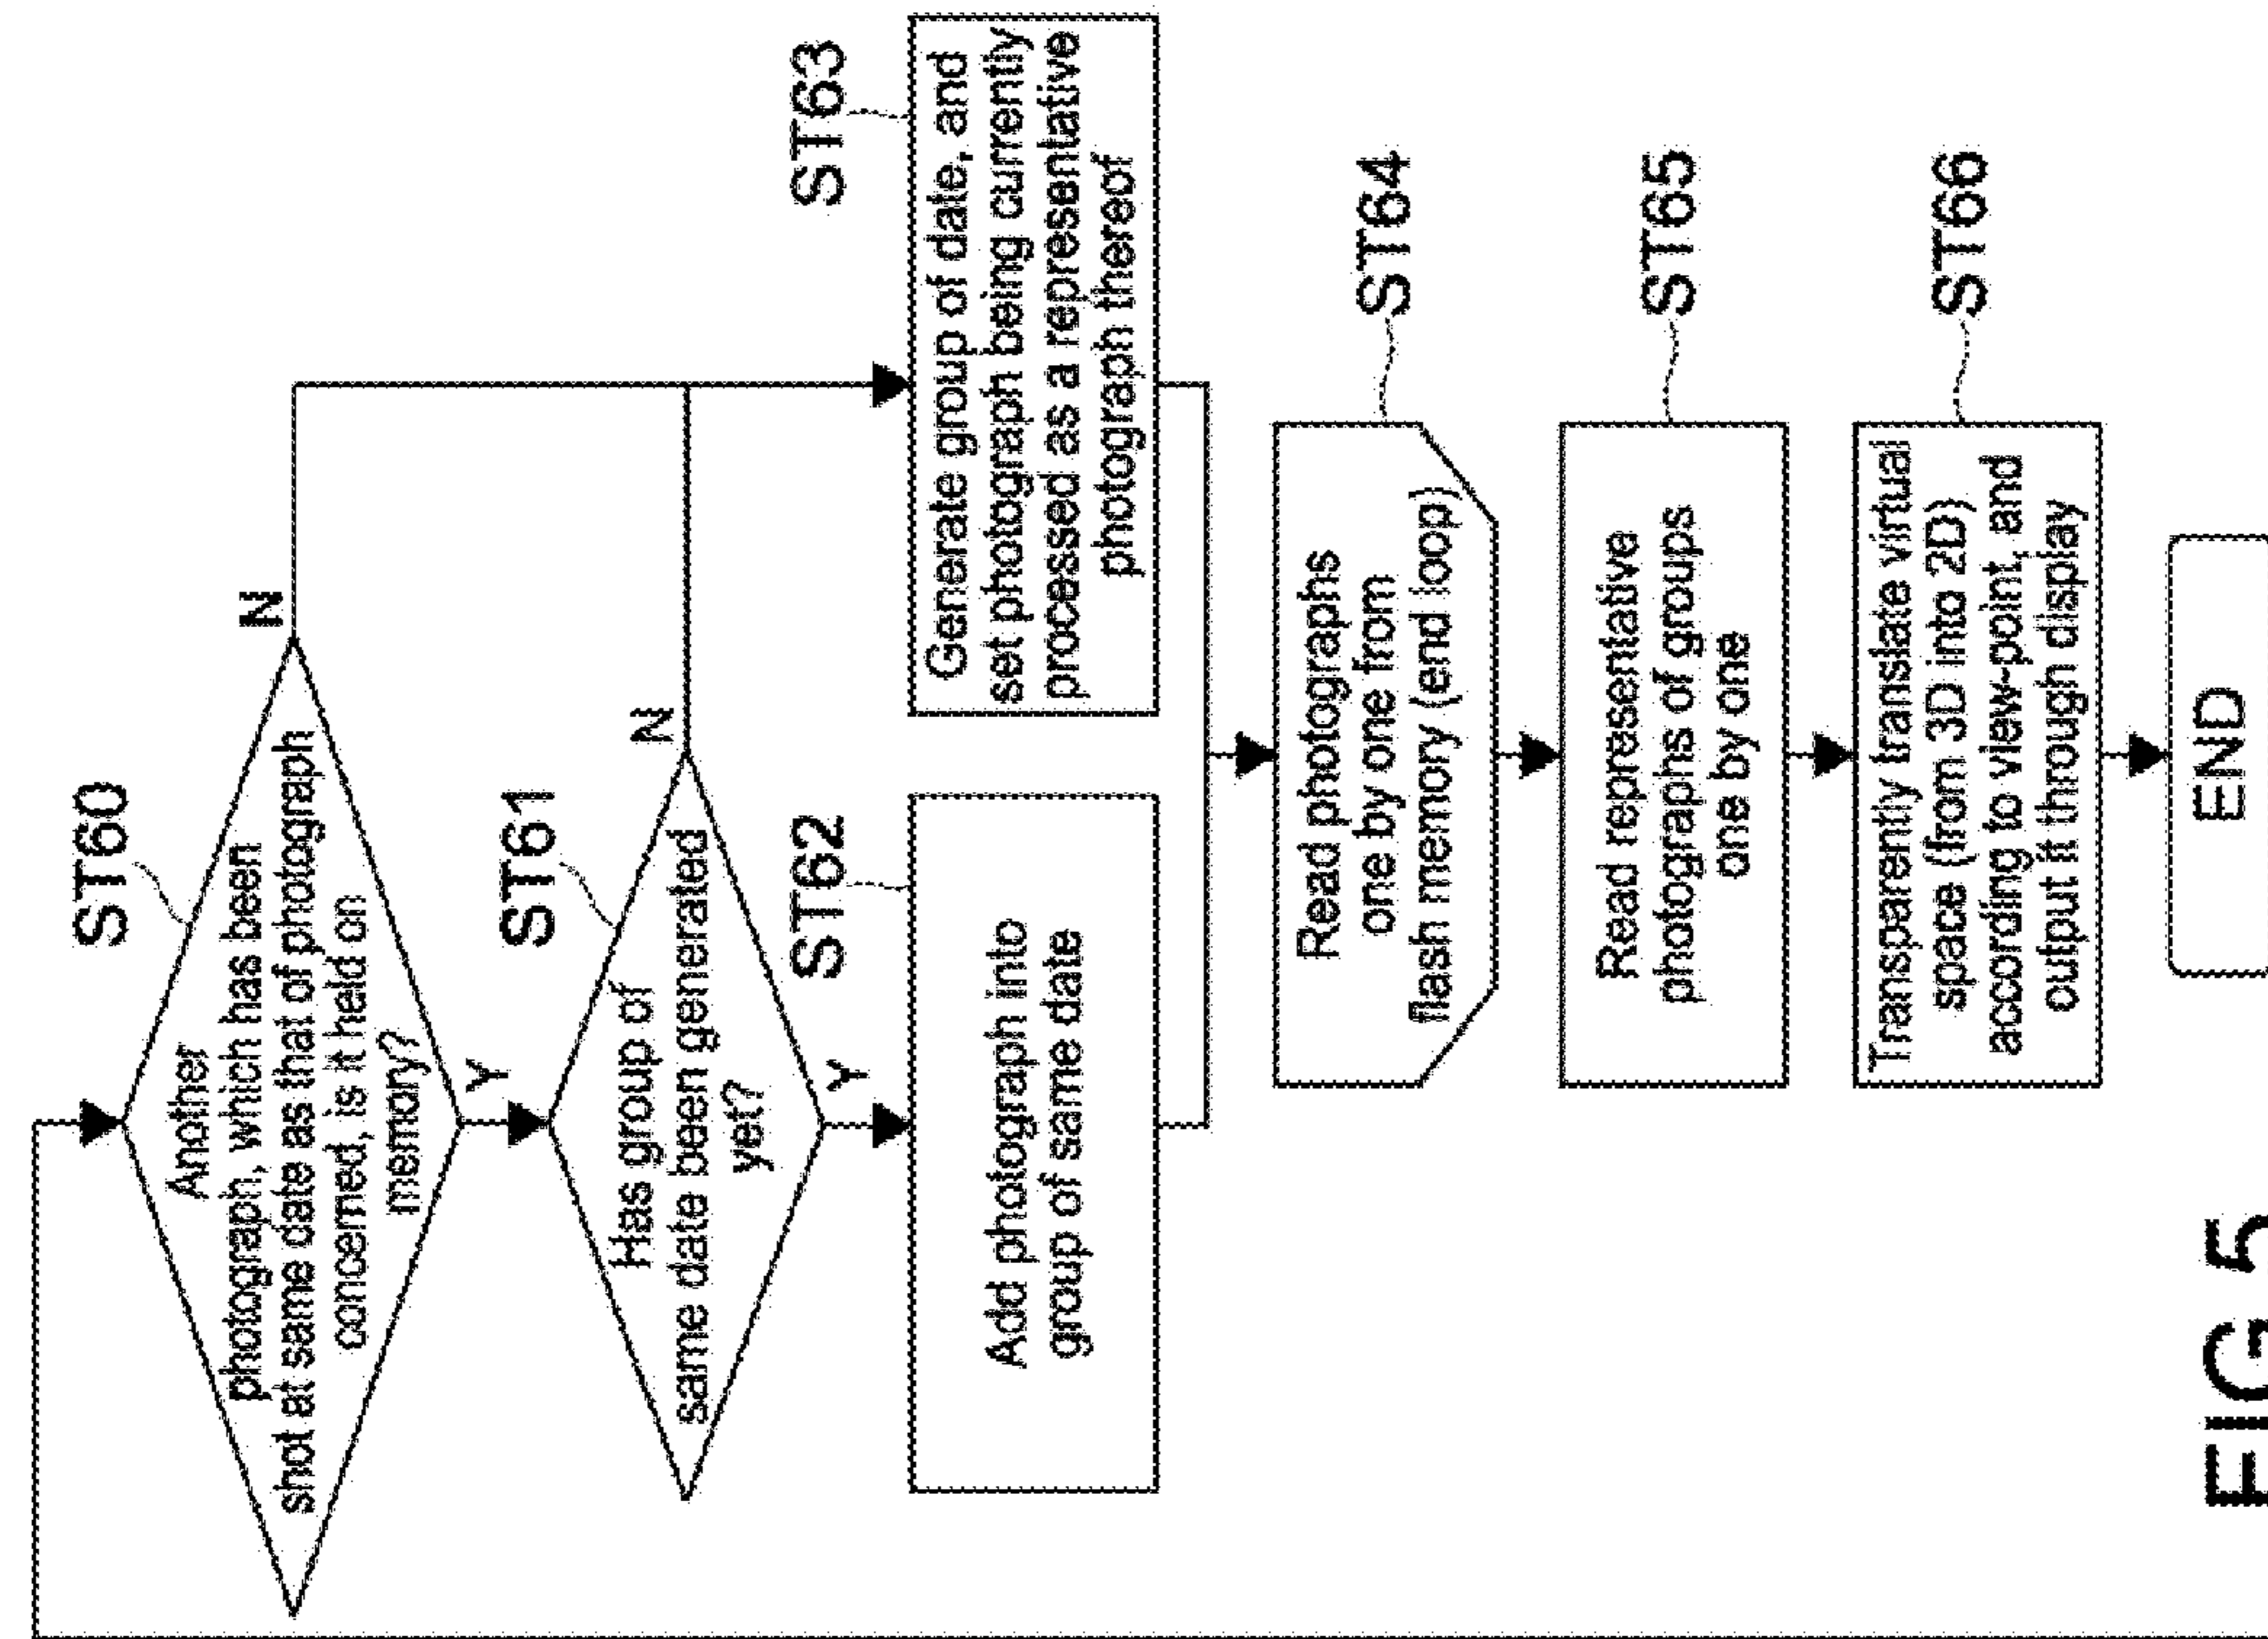 ST60
Another
photograph, which has been
shot at same date as that of photograph
concerned, is it held on
memory?
N
Y
ST61
Has group of
same date been generated
yet?
N
Y
ST62
Add photograph into
group of same date
ST63
Generate group of date, and
set photograph being currently
processed as a representative
photograph thereof
ST64
Read photographs
one by one from
flash memory (end loop)
ST65
Read representative
photographs of groups
one by one
ST66
Transparently translate virtual
space (from 3D into 2D)
according to view-point, and
output it through display
END
FIG 5